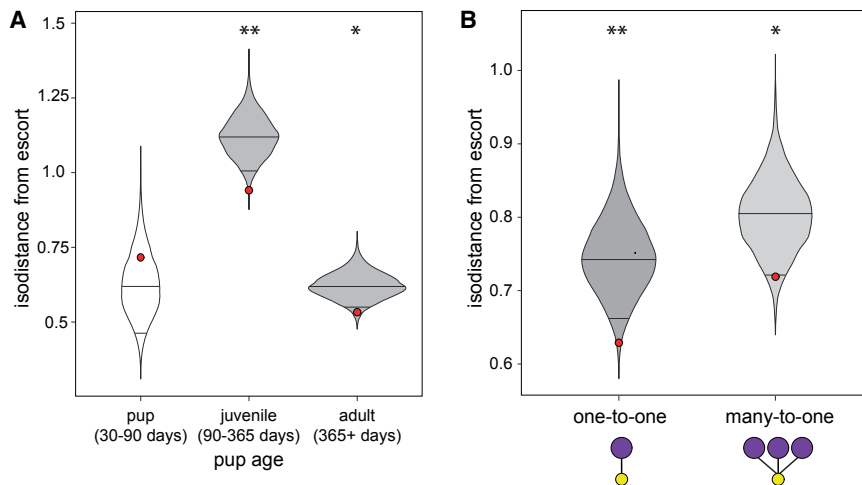 A
isodistance from escort
1.5
1.25
1.0
0.75
0.5
** *
pup juvenile adult
(30-90 days) (90-365 days) (365+ days)
pup age
B
isodistance from escort
1.0
0.9
0.8
0.7
0.6
** *
one-to-one many-to-one